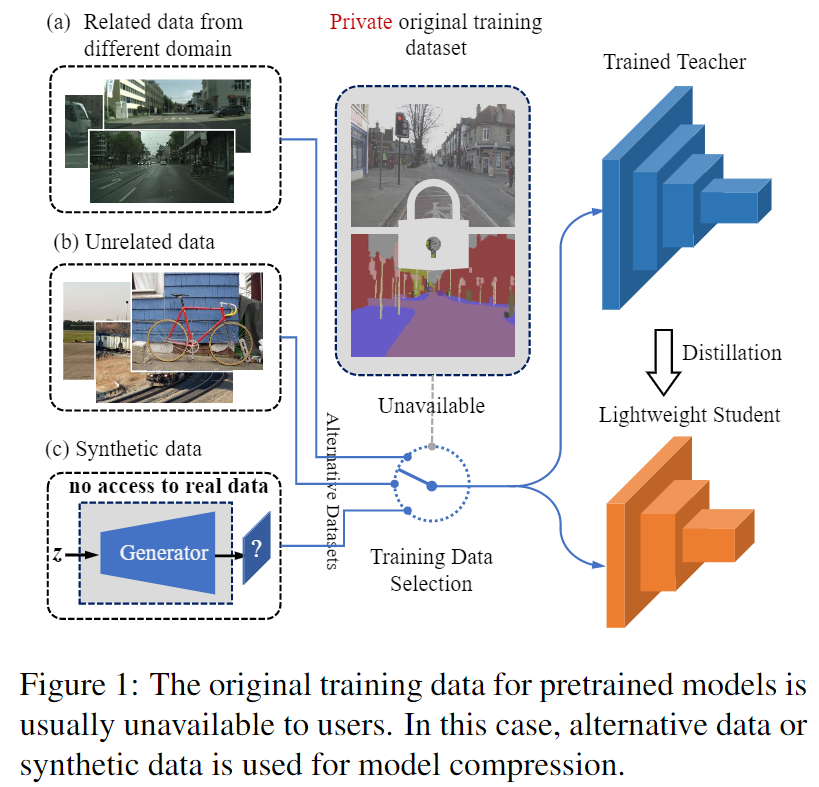 (a) Related data from
different domain
Private original training
dataset
Trained Teacher
(b) Unrelated data
Distillation
Unavailable
Lightweight Student
(c) Synthetic data
no access to real data
z
Generator
?
Alternative Datasets
Training Data
Selection
Figure 1: The original training data for pretrained models is
usually unavailable to users. In this case, alternative data or
synthetic data is used for model compression.